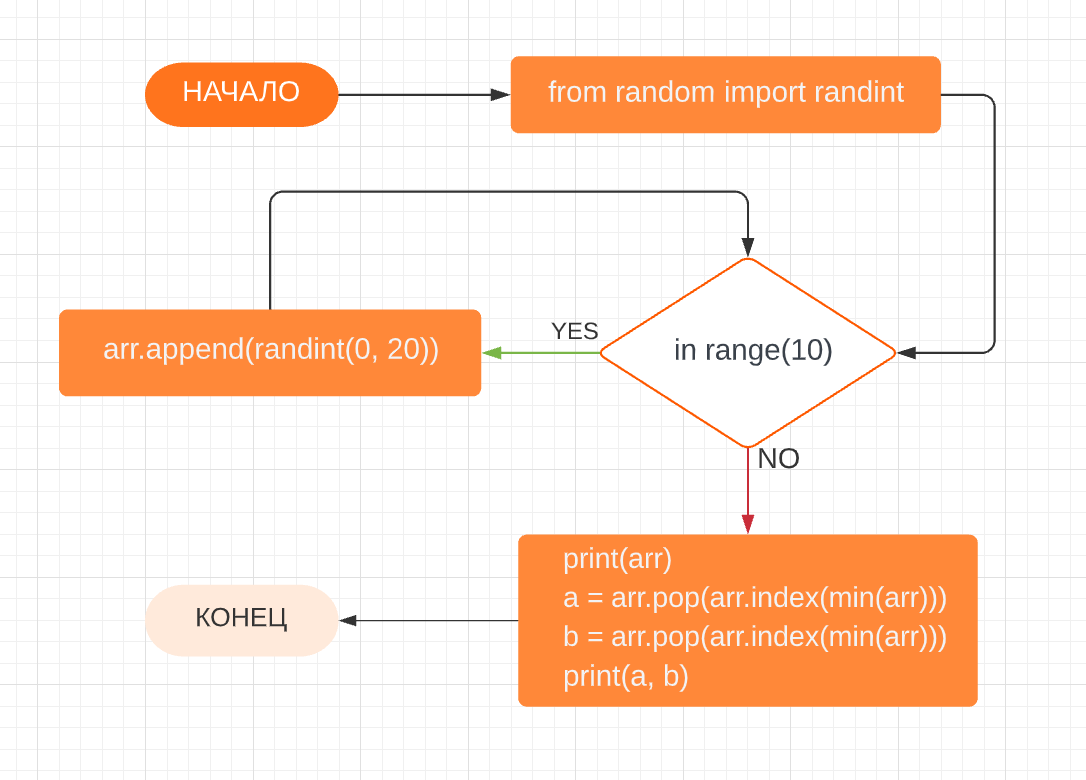 НАЧАЛО
from random import randint
YES
arr.append(randint(0, 20))
in range(10)
NO
print(arr)
a = arr.pop(arr.index(min(arr)))
b = arr.pop(arr.index(min(arr)))
print(a, b)
КОНЕЦ